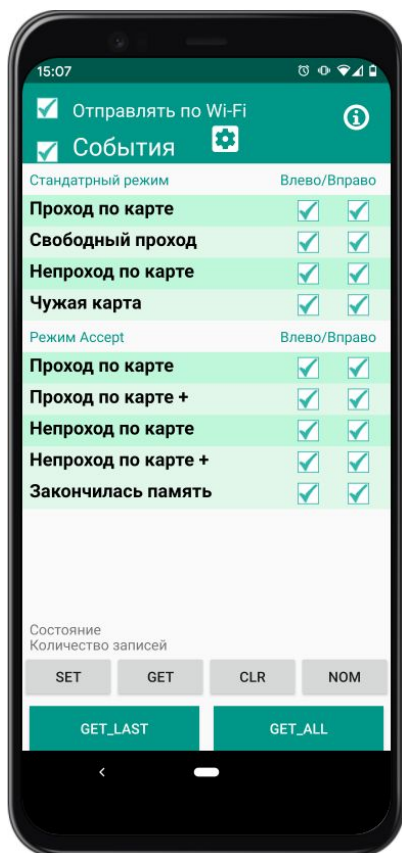 15:07
Отправлять по Wi-Fi
События
Стандатрный режим Влево/Вправо
Проход по карте
Свободный проход
Непроход по карте
Чужая карта
Режим Accept Влево/Вправо
Проход по карте
Проход по карте +
Непроход по карте
Непроход по карте +
Закончилась память
Состояние
Количество записей
SET GET CLR NOM
GET_LAST GET_ALL